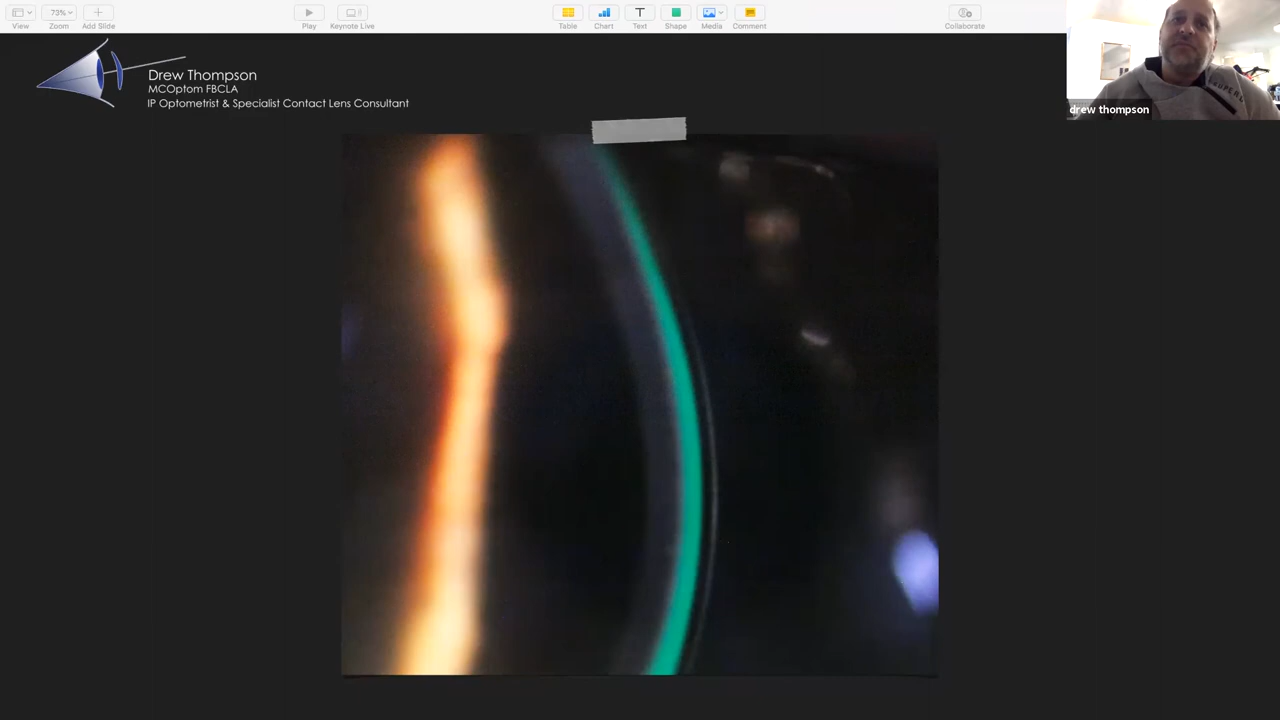 View
73%
Zoom
Add Slide
Play
Keynote Live
Table
Chart
Text
Shape
Media
Comment
Collaborate
Drew Thompson
MCOptom FBCLA
IP Optometrist & Specialist Contact Lens Consultant
drew thompson